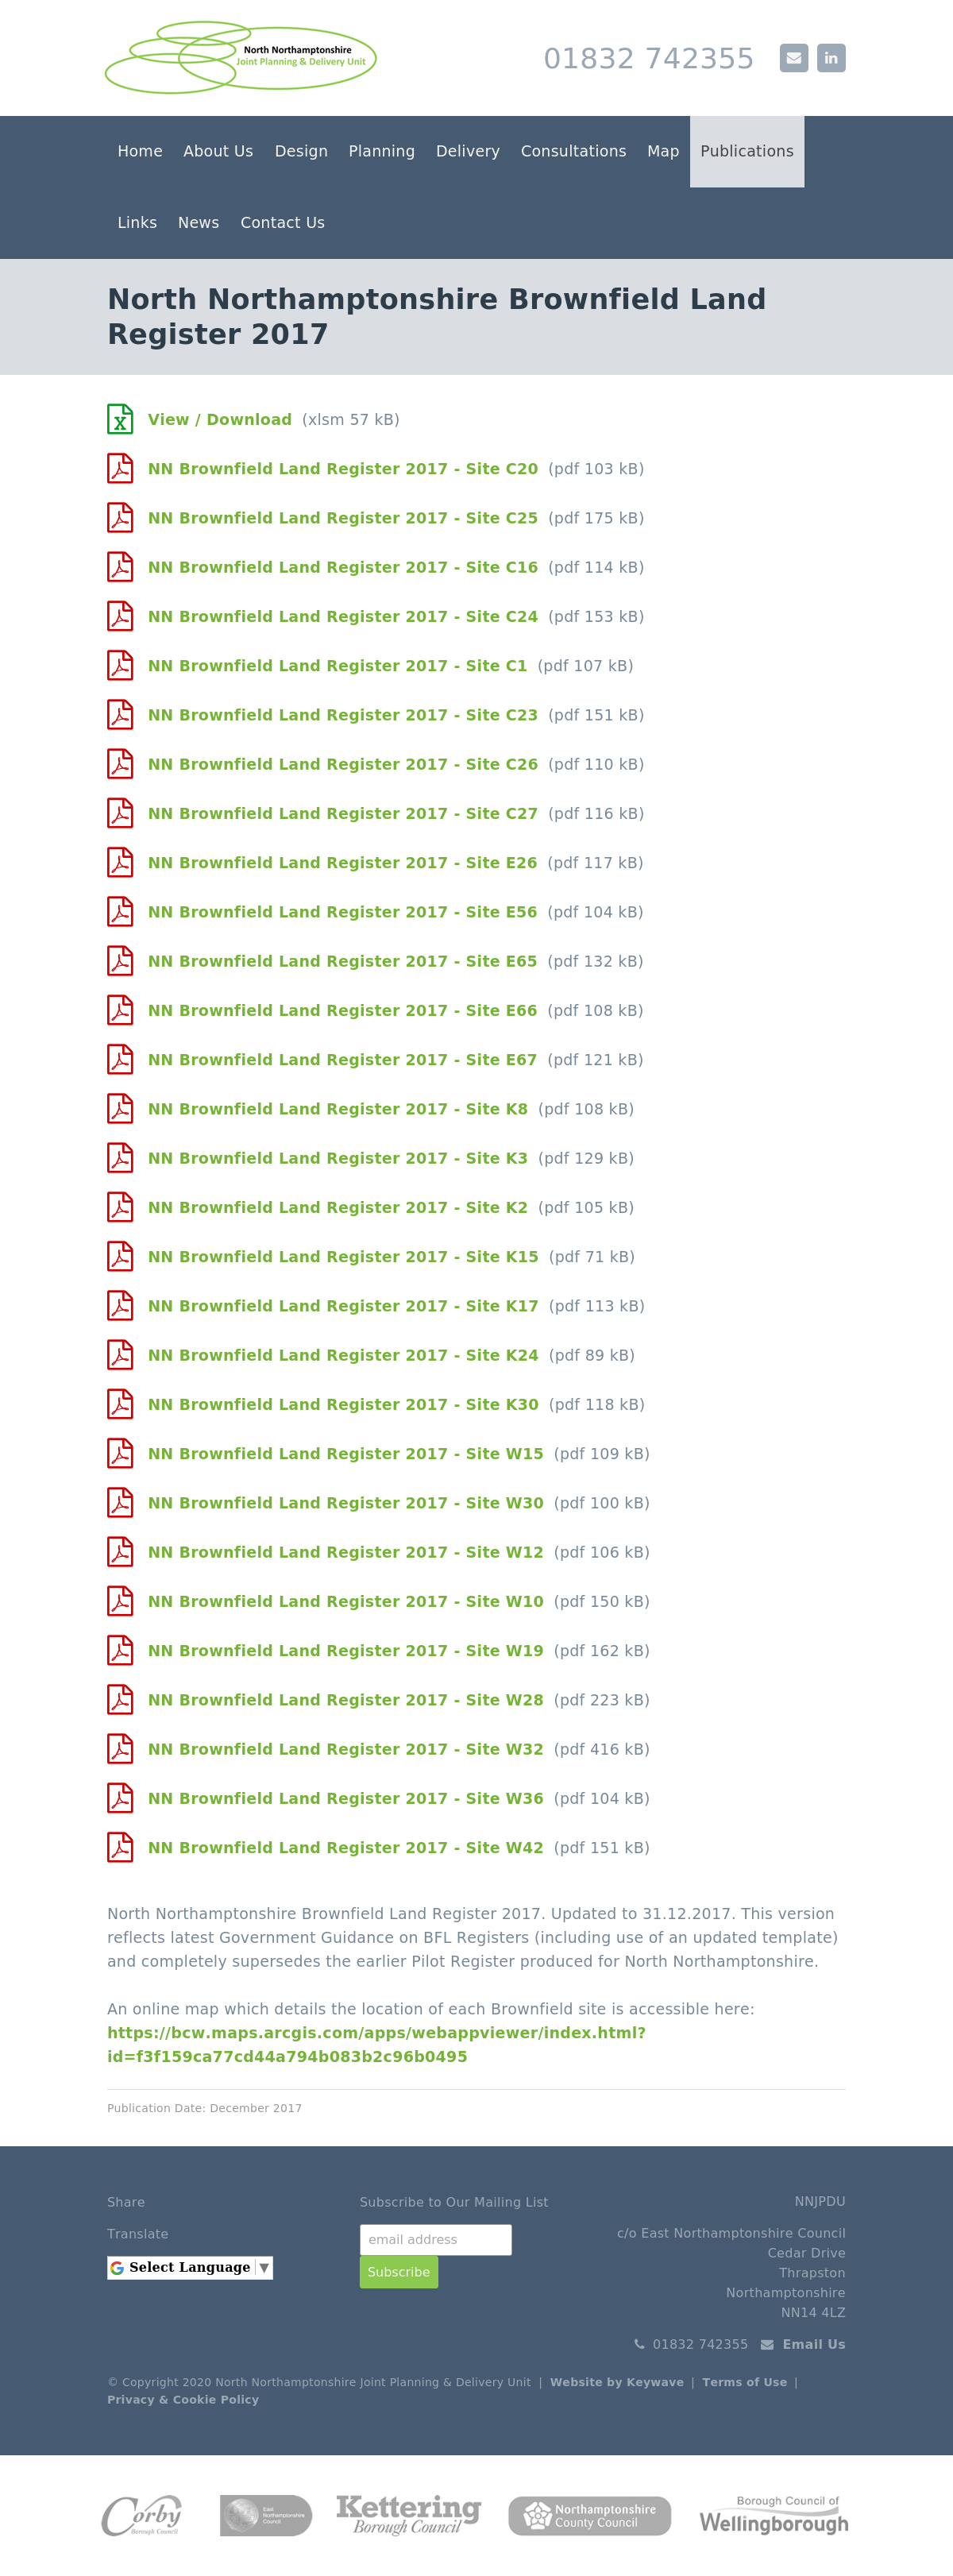 North Northamptonshire
Joint Planning & Delivery Unit
01832 742355
Home About Us Design Planning Delivery Consultations Map Publications
Links News Contact Us
North Northamptonshire Brownfield Land
Register 2017
View / Download (xlsm 57 kB)
NN Brownfield Land Register 2017 - Site C20 (pdf 103 kB)
NN Brownfield Land Register 2017 - Site C25 (pdf 175 kB)
NN Brownfield Land Register 2017 - Site C16 (pdf 114 kB)
NN Brownfield Land Register 2017 - Site C24 (pdf 153 kB)
NN Brownfield Land Register 2017 - Site C1 (pdf 107 kB)
NN Brownfield Land Register 2017 - Site C23 (pdf 151 kB)
NN Brownfield Land Register 2017 - Site C26 (pdf 110 kB)
NN Brownfield Land Register 2017 - Site C27 (pdf 116 kB)
NN Brownfield Land Register 2017 - Site E26 (pdf 117 kB)
NN Brownfield Land Register 2017 - Site E56 (pdf 104 kB)
NN Brownfield Land Register 2017 - Site E65 (pdf 132 kB)
NN Brownfield Land Register 2017 - Site E66 (pdf 108 kB)
NN Brownfield Land Register 2017 - Site E67 (pdf 121 kB)
NN Brownfield Land Register 2017 - Site K8 (pdf 108 kB)
NN Brownfield Land Register 2017 - Site K3 (pdf 129 kB)
NN Brownfield Land Register 2017 - Site K2 (pdf 105 kB)
NN Brownfield Land Register 2017 - Site K15 (pdf 71 kB)
NN Brownfield Land Register 2017 - Site K17 (pdf 113 kB)
NN Brownfield Land Register 2017 - Site K24 (pdf 89 kB)
NN Brownfield Land Register 2017 - Site K30 (pdf 118 kB)
NN Brownfield Land Register 2017 - Site W15 (pdf 109 kB)
NN Brownfield Land Register 2017 - Site W30 (pdf 100 kB)
NN Brownfield Land Register 2017 - Site W12 (pdf 106 kB)
NN Brownfield Land Register 2017 - Site W10 (pdf 150 kB)
NN Brownfield Land Register 2017 - Site W19 (pdf 162 kB)
NN Brownfield Land Register 2017 - Site W28 (pdf 223 kB)
NN Brownfield Land Register 2017 - Site W32 (pdf 416 kB)
NN Brownfield Land Register 2017 - Site W36 (pdf 104 kB)
NN Brownfield Land Register 2017 - Site W42 (pdf 151 kB)
North Northamptonshire Brownfield Land Register 2017. Updated to 31.12.2017. This version
reflects latest Government Guidance on BFL Registers (including use of an updated template)
and completely supersedes the earlier Pilot Register produced for North Northamptonshire.
An online map which details the location of each Brownfield site is accessible here:
https://bcw.maps.arcgis.com/apps/webappviewer/index.html?
id=f3f159ca77cd44a794b083b2c96b0495
Publication Date: December 2017
Share
Translate
Select Language ▼
Subscribe to Our Mailing List
email address
Subscribe
NNJPDU
c/o East Northamptonshire Council
Cedar Drive
Thrapston
Northamptonshire
NN14 4LZ
01832 742355 Email Us
© Copyright 2020 North Northamptonshire Joint Planning & Delivery Unit | Website by Keywave | Terms of Use |
Privacy & Cookie Policy
Corby
Borough Council
East
Northamptonshire
Council
Kettering
Borough Council
Northamptonshire
County Council
Borough Council of
Wellingborough